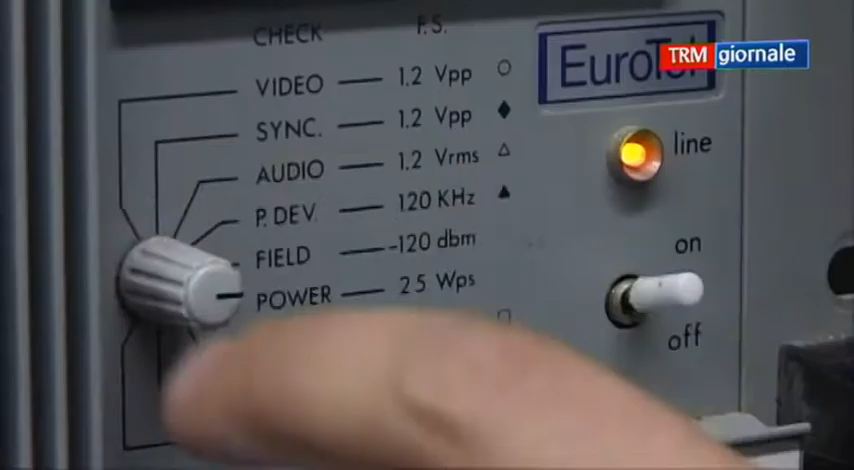 CHECK F.S.
VIDEO 1.2 Vpp
SYNC. 1.2 Vpp
AUDIO 1.2 Vrms
P. DEV. 120 KHz
FIELD -120 dbm
POWER 25 Wps
EuroTel
TRM giornale
line
on
off